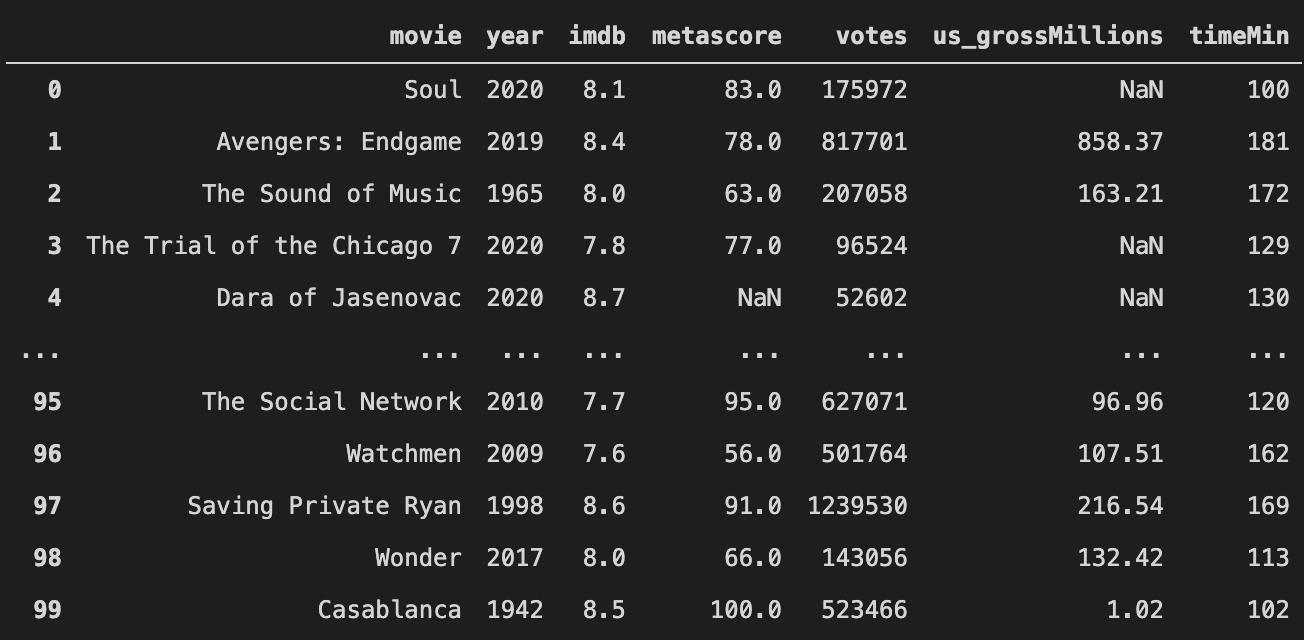 movie year imdb metascore votes us_grossMillions timeMin
0 Soul 2020 8.1 83.0 175972 NaN 100
1 Avengers: Endgame 2019 8.4 78.0 817701 858.37 181
2 The Sound of Music 1965 8.0 63.0 207058 163.21 172
3 The Trial of the Chicago 7 2020 7.8 77.0 96524 NaN 129
4 Dara of Jasenovac 2020 8.7 NaN 52602 NaN 130
... ... ... ... ... ... ... ...
95 The Social Network 2010 7.7 95.0 627071 96.96 120
96 Watchmen 2009 7.6 56.0 501764 107.51 162
97 Saving Private Ryan 1998 8.6 91.0 1239530 216.54 169
98 Wonder 2017 8.0 66.0 143056 132.42 113
99 Casablanca 1942 8.5 100.0 523466 1.02 102